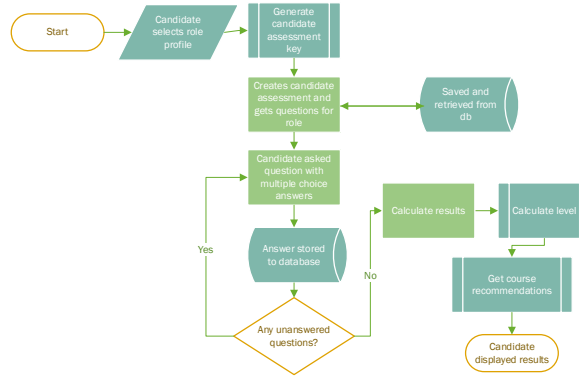 Start
Candidate
selects role
profile
Generate
candidate
assessment
key
Creates candidate
assessment and
gets questions for
role
Saved and
retrieved from
db
Candidate asked
question with
multiple choice
answers
Calculate results
Calculate level
Yes
Answer stored
to database
No
Get course
recommendations
Any unanswered
questions?
Candidate
displayed results